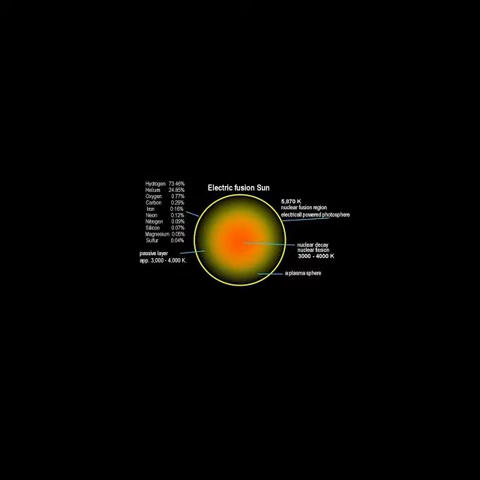 Electric fusion Sun
Hydrogen 73.46%
Helium 24.85%
Oxygen 0.77%
Carbon 0.29%
Iron 0.16%
Neon 0.12%
Nitrogen 0.09%
Silicon 0.07%
Magnesium 0.05%
Sulfur 0.04%
5,870 K
nuclear fusion region
electricall powered photosphere
passive layer
app. 3,000 - 4,000 K.
nuclear decay
nuclear fission
3000 - 4000 K
a plasma sphere